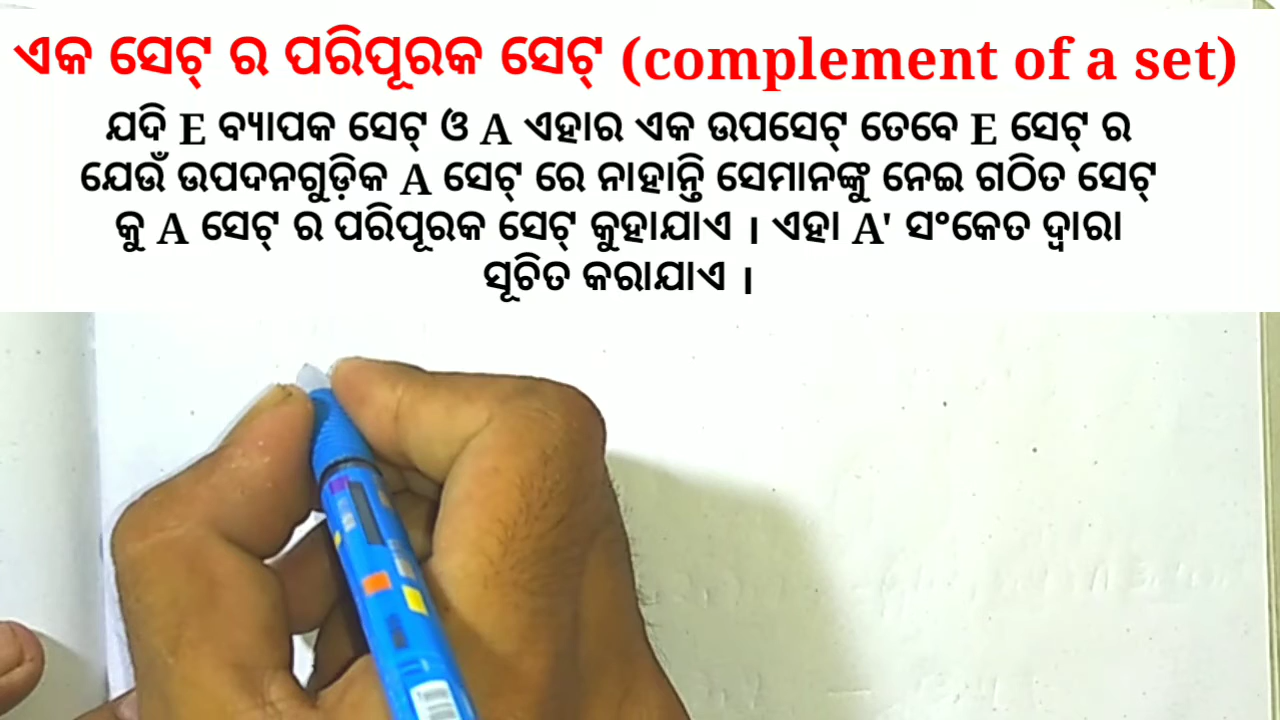 ଏକ ସେଟ୍ ର ପରିପୂରକ ସେଟ୍ (complement of a set)
ଯଦି E ବ୍ୟାପକ ସେଟ୍ ଓ A ଏହାର ଏକ ଉପସେଟ୍ ତେବେ E ସେଟ୍ ର
ଯେଉଁ ଉପଦନଗୁଡ଼ିକ A ସେଟ୍ ରେ ନାହାନ୍ତି ସେମାନଙ୍କୁ ନେଇ ଗଠିତ ସେଟ୍
କୁ A ସେଟ୍ ର ପରିପୂରକ ସେଟ୍ କୁହାଯାଏ । ଏହା A' ସଂକେତ ଦ୍ୱାରା
ସୂଚିତ କରାଯାଏ ।